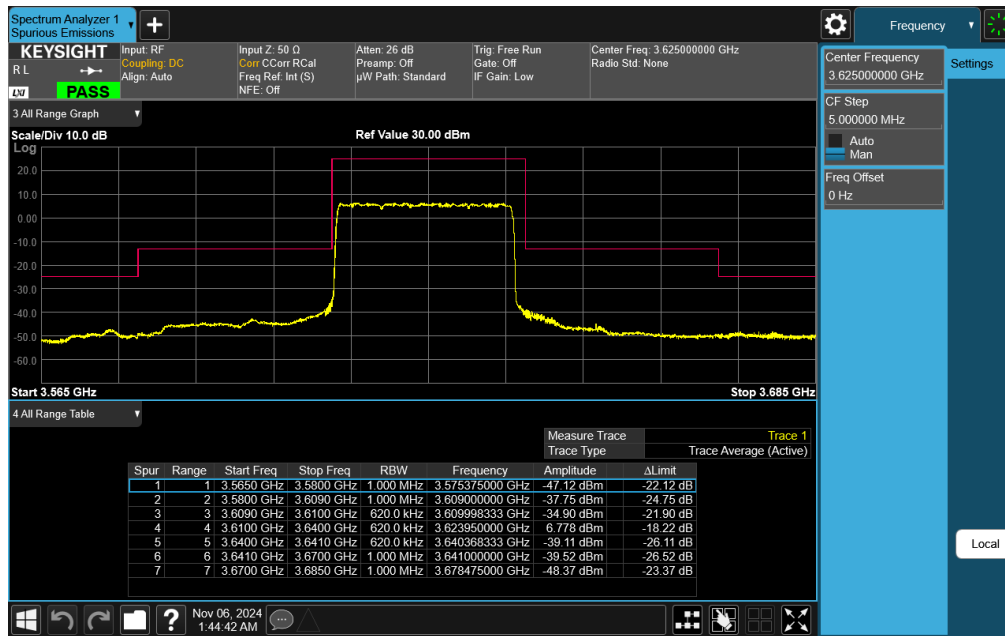 Spectrum Analyzer 1
Spurious Emissions
▼
+
Frequency ▼
KEYSIGHT
R L
LXI
PASS
Input: RF
Coupling: DC
Align: Auto
Input Z: 50 Ω
Corr CCorr RCal
Freq Ref: Int (S)
NFE: Off
Atten: 26 dB
Preamp: Off
µW Path: Standard
Trig: Free Run
Gate: Off
IF Gain: Low
Center Freq: 3.625000000 GHz
Radio Std: None
Center Frequency
3.625000000 GHz
Settings
CF Step
5.000000 MHz
Auto
Man
Freq Offset
0 Hz
Local
3 All Range Graph ▼
Scale/Div 10.0 dB Ref Value 30.00 dBm
Log
20.0
10.0
0.00
-10.0
-20.0
-30.0
-40.0
-50.0
-60.0
Start 3.565 GHz Stop 3.685 GHz
4 All Range Table ▼
Measure Trace Trace 1
Trace Type Trace Average (Active)
Spur Range Start Freq Stop Freq RBW Frequency Amplitude ΔLimit
1 1 3.5650 GHz 3.5800 GHz 1.000 MHz 3.575375000 GHz -47.12 dBm -22.12 dB
2 2 3.5800 GHz 3.6090 GHz 1.000 MHz 3.609000000 GHz -37.75 dBm -24.75 dB
3 3 3.6090 GHz 3.6100 GHz 620.0 kHz 3.609998333 GHz -34.90 dBm -21.90 dB
4 4 3.6100 GHz 3.6400 GHz 620.0 kHz 3.623950000 GHz 6.778 dBm -18.22 dB
5 5 3.6400 GHz 3.6410 GHz 620.0 kHz 3.640368333 GHz -39.11 dBm -26.11 dB
6 6 3.6410 GHz 3.6700 GHz 1.000 MHz 3.641000000 GHz -39.52 dBm -26.52 dB
7 7 3.6700 GHz 3.6850 GHz 1.000 MHz 3.678475000 GHz -48.37 dBm -23.37 dB
?
Nov 06, 2024
1:44:42 AM